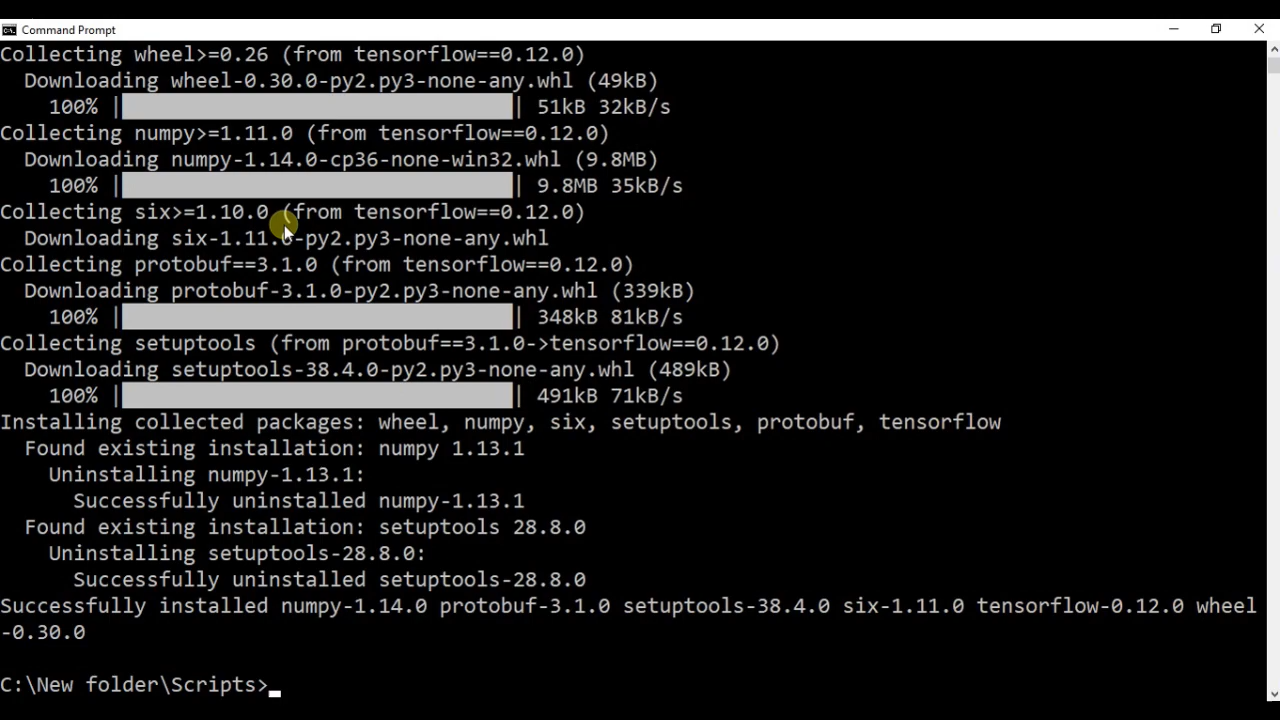 Command Prompt
Collecting wheel>=0.26 (from tensorflow==0.12.0)
Downloading wheel-0.30.0-py2.py3-none-any.whl (49kB)
100% | | 51kB 32kB/s
Collecting numpy>=1.11.0 (from tensorflow==0.12.0)
Downloading numpy-1.14.0-cp36-none-win32.whl (9.8MB)
100% | | 9.8MB 35kB/s
Collecting six>=1.10.0 (from tensorflow==0.12.0)
Downloading six-1.11.0-py2.py3-none-any.whl
Collecting protobuf==3.1.0 (from tensorflow==0.12.0)
Downloading protobuf-3.1.0-py2.py3-none-any.whl (339kB)
100% | | 348kB 81kB/s
Collecting setuptools (from protobuf==3.1.0->tensorflow==0.12.0)
Downloading setuptools-38.4.0-py2.py3-none-any.whl (489kB)
100% | | 491kB 71kB/s
Installing collected packages: wheel, numpy, six, setuptools, protobuf, tensorflow
Found existing installation: numpy 1.13.1
Uninstalling numpy-1.13.1:
Successfully uninstalled numpy-1.13.1
Found existing installation: setuptools 28.8.0
Uninstalling setuptools-28.8.0:
Successfully uninstalled setuptools-28.8.0
Successfully installed numpy-1.14.0 protobuf-3.1.0 setuptools-38.4.0 six-1.11.0 tensorflow-0.12.0 wheel
-0.30.0
C:\New folder\Scripts>_